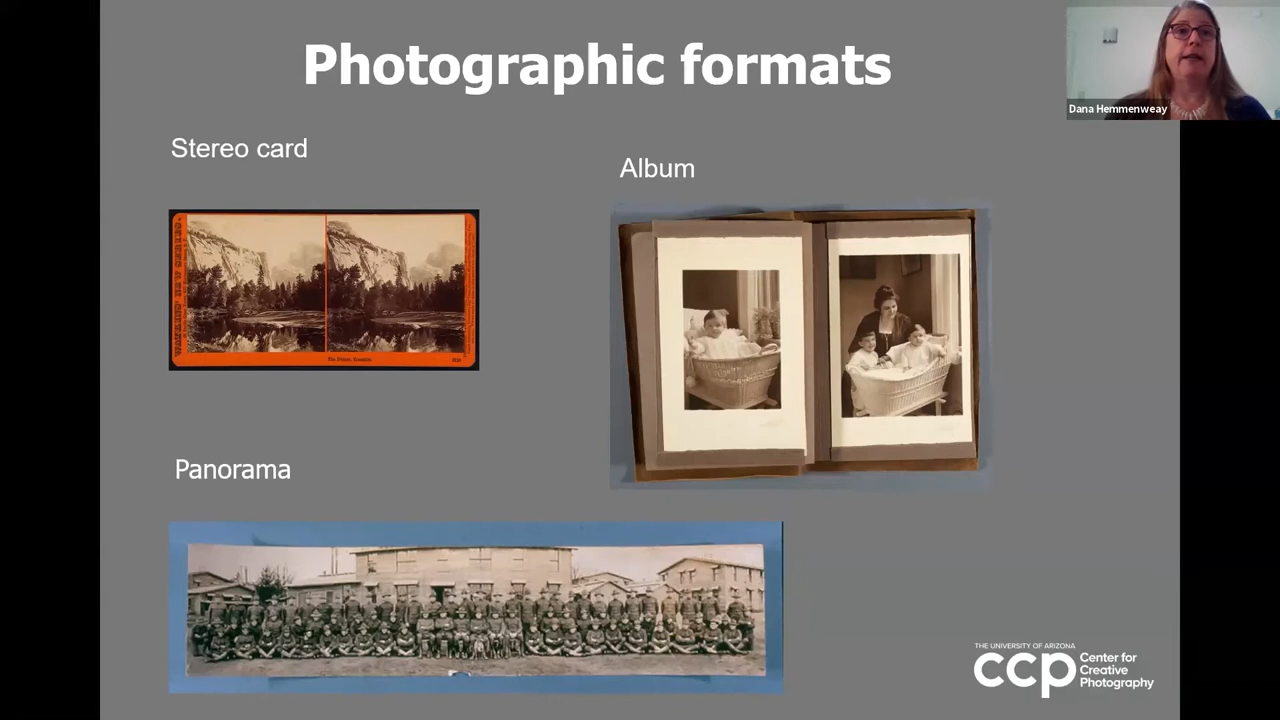 Photographic formats
Dana Hemmenweay
Stereo card
Album
Panorama
THE UNIVERSITY OF ARIZONA
ccp
Center for
Creative
Photography